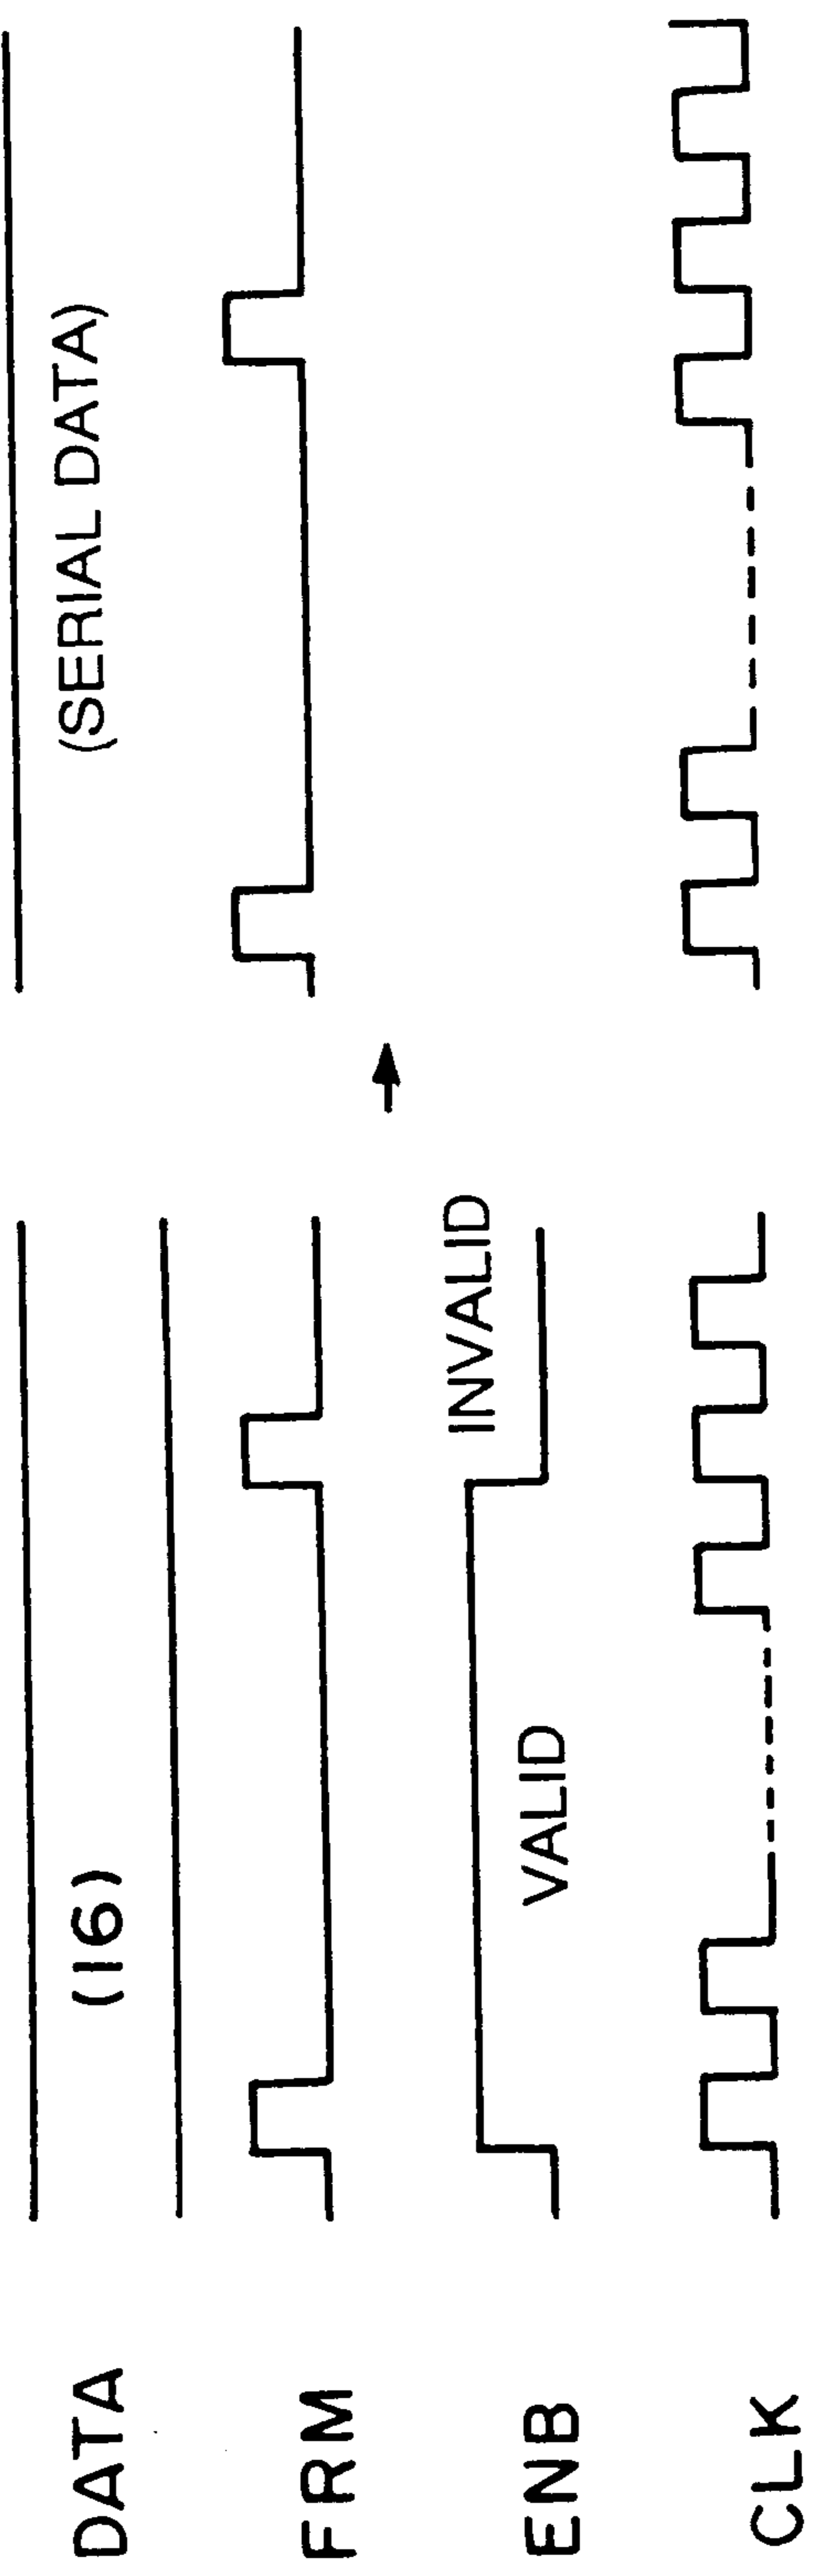 DATA
(16)
(SERIAL DATA)
FRM
ENB
VALID
INVALID
CLK